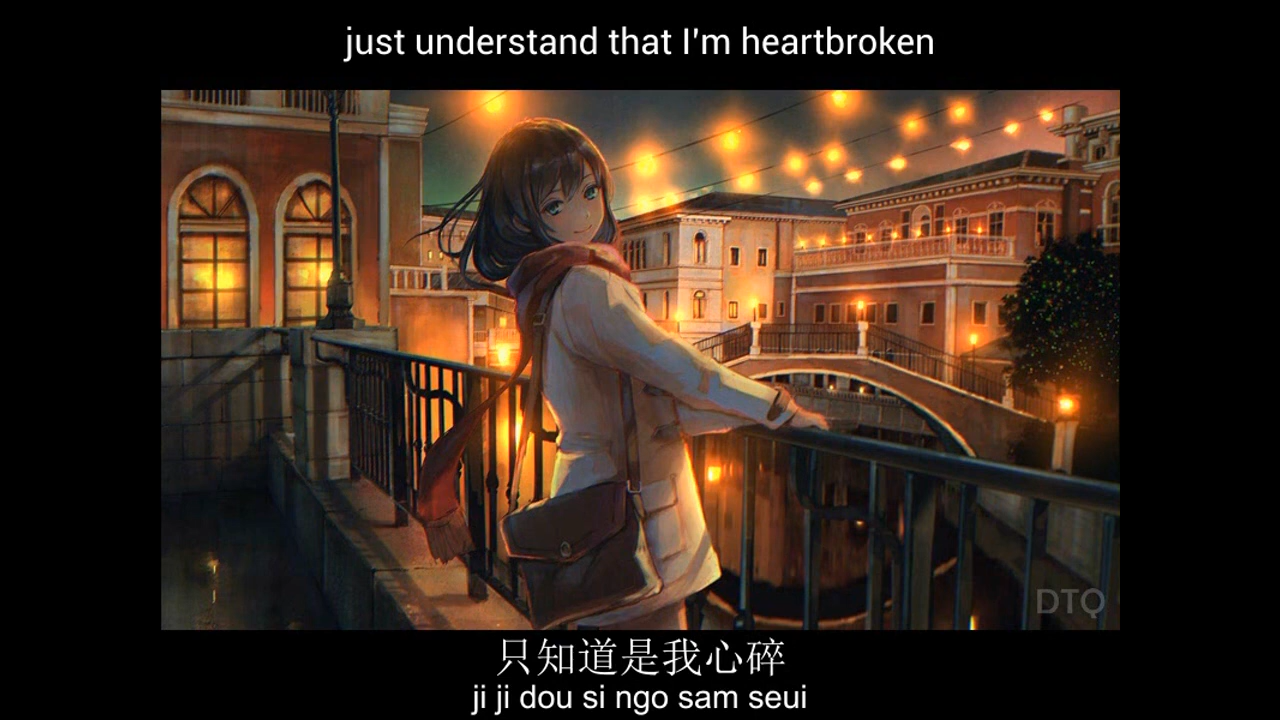 just understand that I'm heartbroken
DTQ
只知道是我心碎
ji ji dou si ngo sam seui